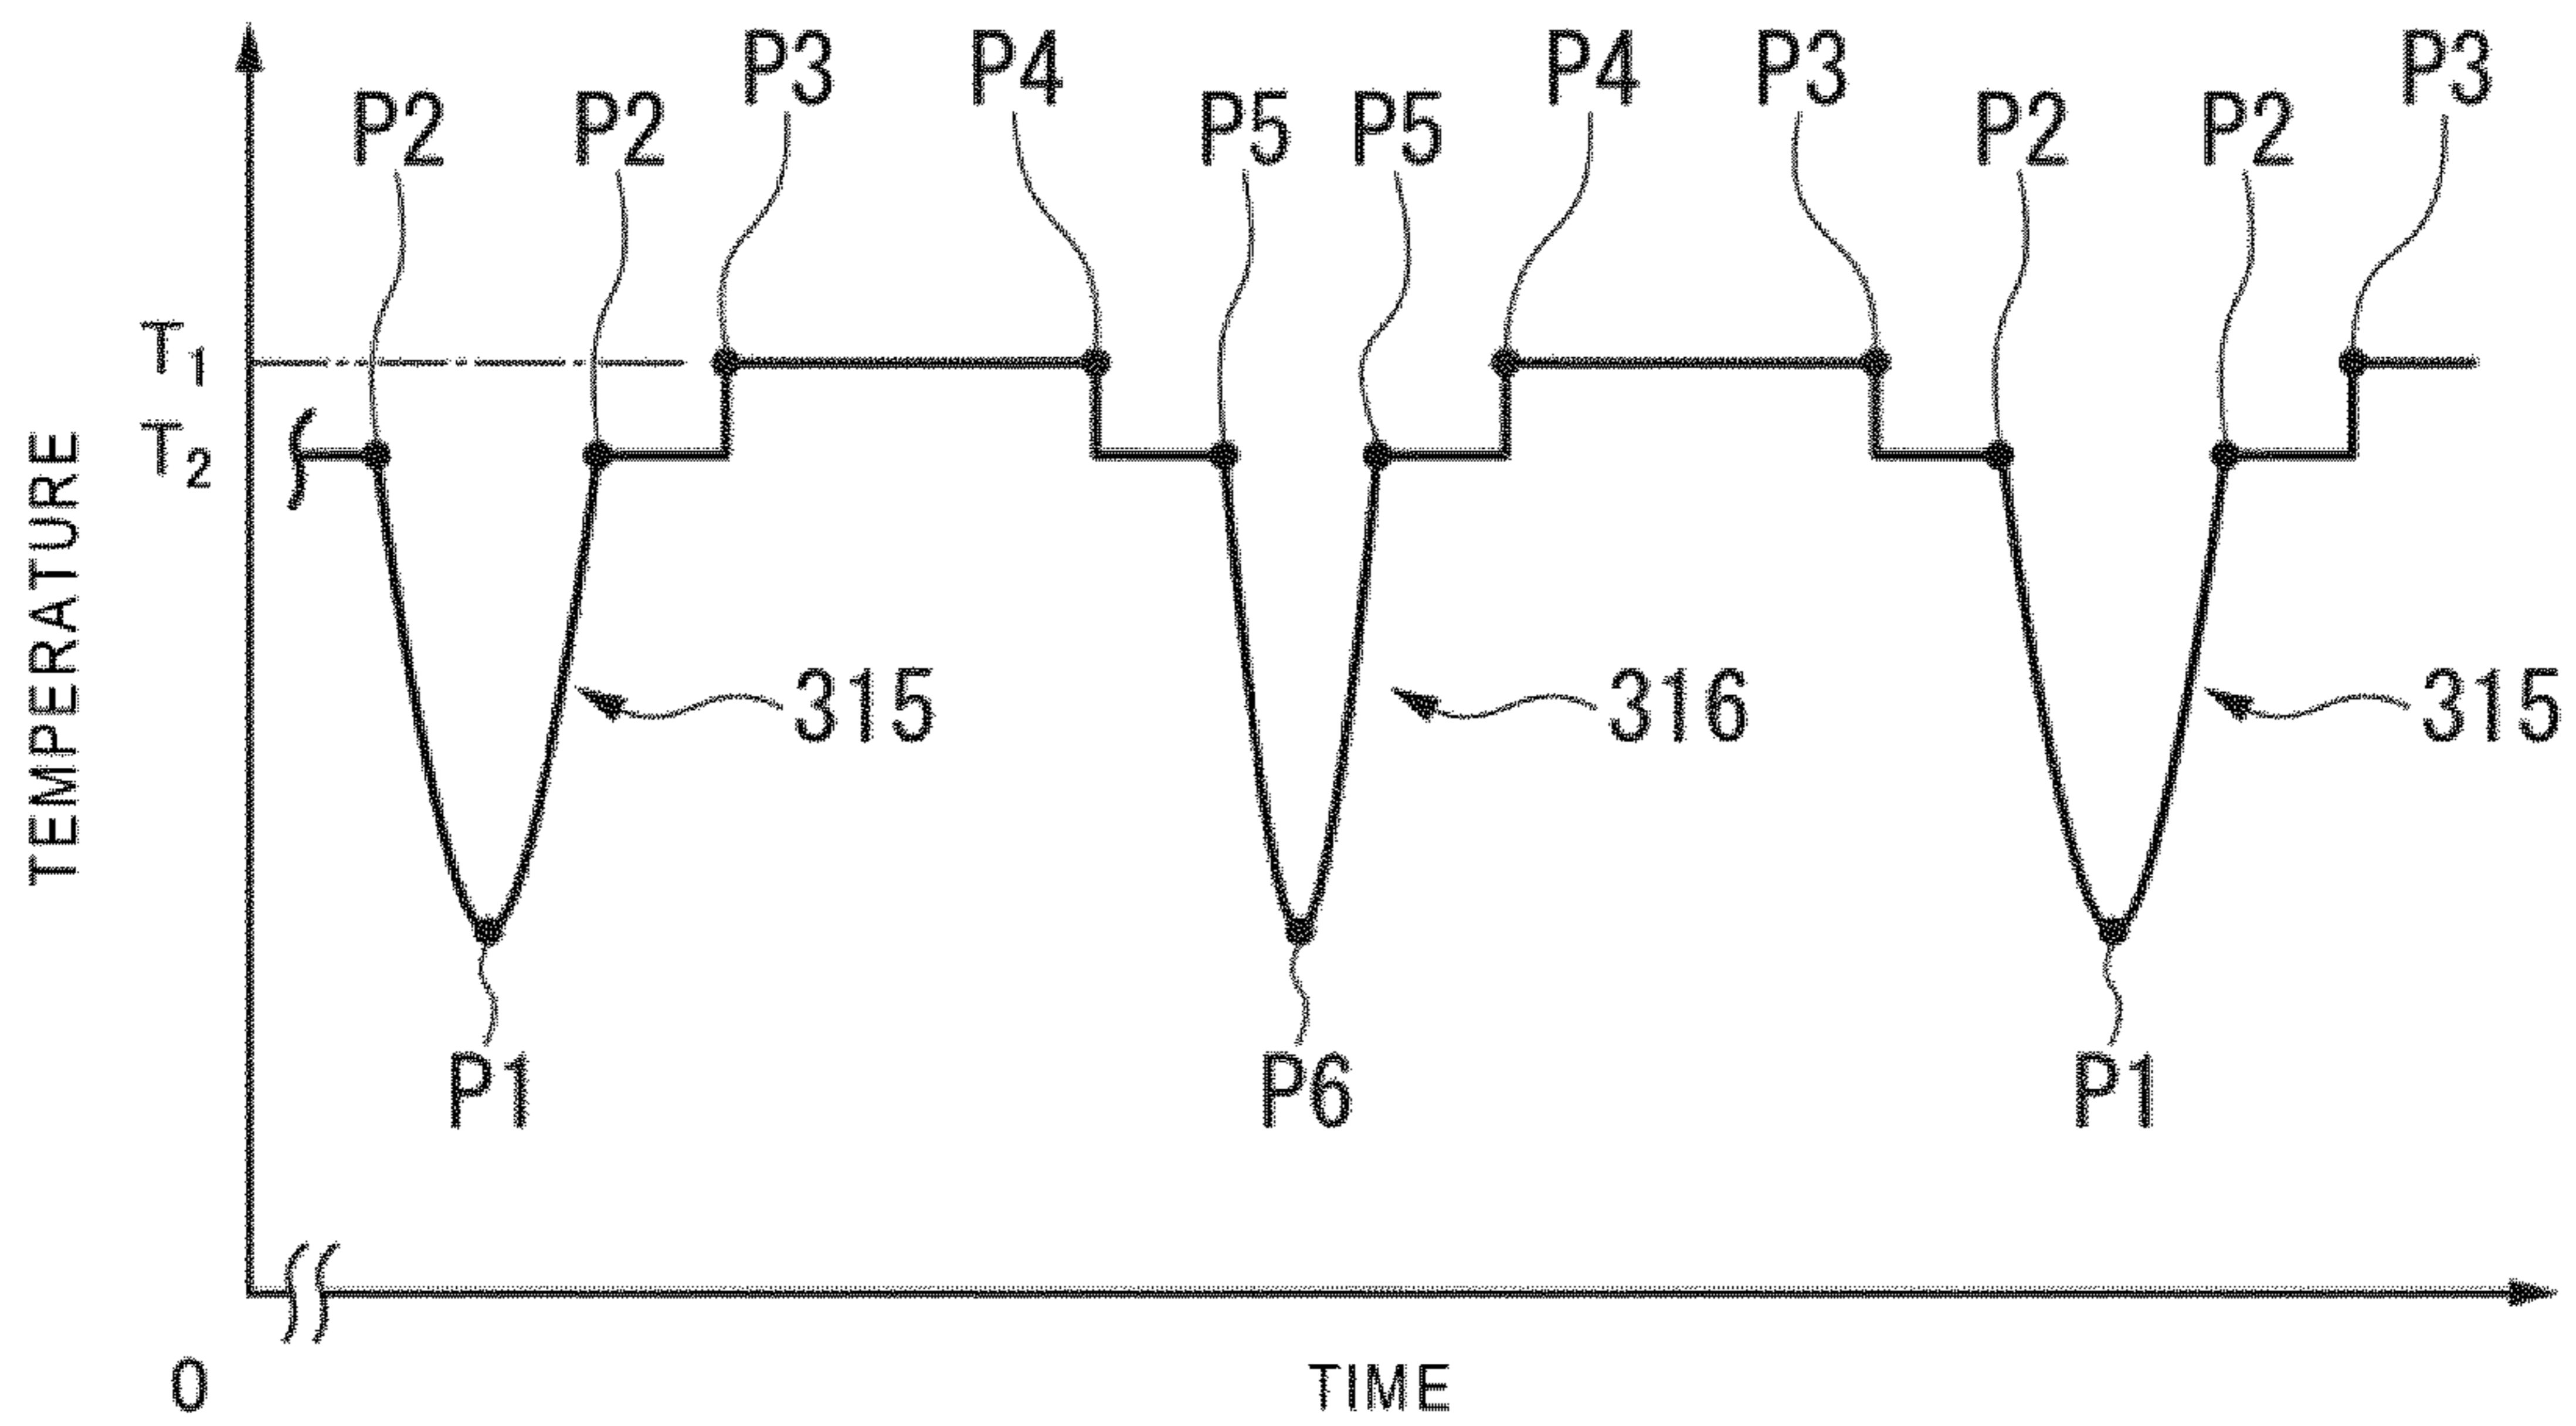 P3 P4 P4 P3 P3
P2 P2 P5 P5 P2 P2
T1
T2
TEMPERATURE
315 316 315
P1 P6 P1
0
TIME